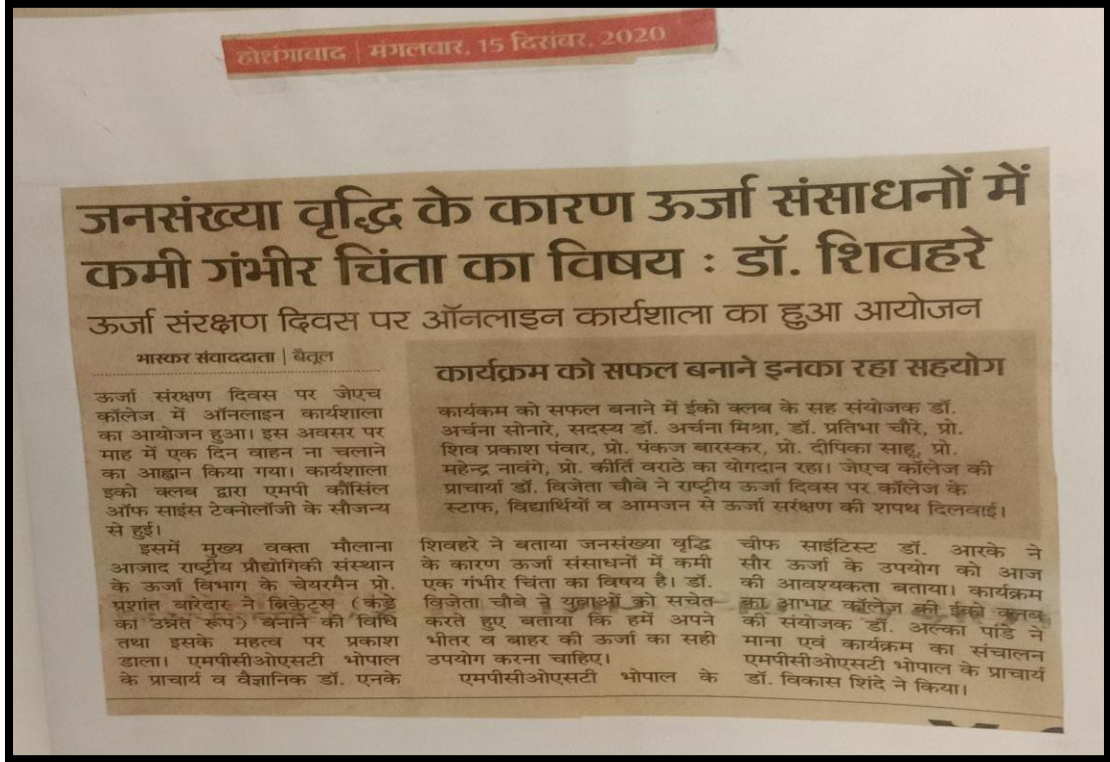 होशंगाबाद | मंगलवार, 15 दिसंबर, 2020
जनसंख्या वृद्धि के कारण ऊर्जा संसाधनों में
कमी गंभीर चिंता का विषय : डॉ. शिवहरे
ऊर्जा संरक्षण दिवस पर ऑनलाइन कार्यशाला का हुआ आयोजन
भास्कर संवाददाता | बैतूल
ऊर्जा संरक्षण दिवस पर जेएच
कॉलेज में ऑनलाइन कार्यशाला
का आयोजन हुआ। इस अवसर पर
माह में एक दिन वाहन ना चलाने
का आह्वान किया गया। कार्यशाला
इको क्लब द्वारा एमपी कौंसिल
ऑफ साइंस टेक्नोलॉजी के सौजन्य
से हुई।
इसमें मुख्य वक्ता मौलाना
आजाद राष्ट्रीय प्रौद्योगिकी संस्थान
के ऊर्जा विभाग के चेयरमैन प्रो.
प्रशांत बारेदार ने ब्रिकेट्स (कंडे
का उन्नत रूप) बनाने की विधि
तथा इसके महत्व पर प्रकाश
डाला। एमपीसीओएसटी भोपाल
के प्राचार्य व वैज्ञानिक डॉ. एनके
कार्यक्रम को सफल बनाने इनका रहा सहयोग
कार्यकम को सफल बनाने में ईको क्लब के सह संयोजक डॉ.
अर्चना सोनारे, सदस्य डॉ. अर्चना मिश्रा, डॉ. प्रतिभा चौरे, प्रो.
शिव प्रकाश पंवार, प्रो. पंकज बारस्कर, प्रो. दीपिका साहू, प्रो.
महेन्द्र नावंगे, प्रो. कीर्ति वराठे का योगदान रहा। जेएच कॉलेज की
प्राचार्या डॉ. विजेता चौबे ने राष्ट्रीय ऊर्जा दिवस पर कॉलेज के
स्टाफ, विद्यार्थियों व आमजन से ऊर्जा सरंक्षण की शपथ दिलवाई।
शिवहरे ने बताया जनसंख्या वृद्धि
के कारण ऊर्जा संसाधनों में कमी
एक गंभीर चिंता का विषय है। डॉ.
विजेता चौबे ने युवाओं को सचेत
करते हुए बताया कि हमें अपने
भीतर व बाहर की ऊर्जा का सही
उपयोग करना चाहिए।
एमपीसीओएसटी भोपाल के
चीफ साइंटिस्ट डॉ. आरके ने
सौर ऊर्जा के उपयोग को आज
की आवश्यकता बताया। कार्यक्रम
का आभार कॉलेज की ईको क्लब
की संयोजक डॉ. अल्का पांडे ने
माना एवं कार्यक्रम का संचालन
एमपीसीओएसटी भोपाल के प्राचार्य
डॉ. विकास शिंदे ने किया।